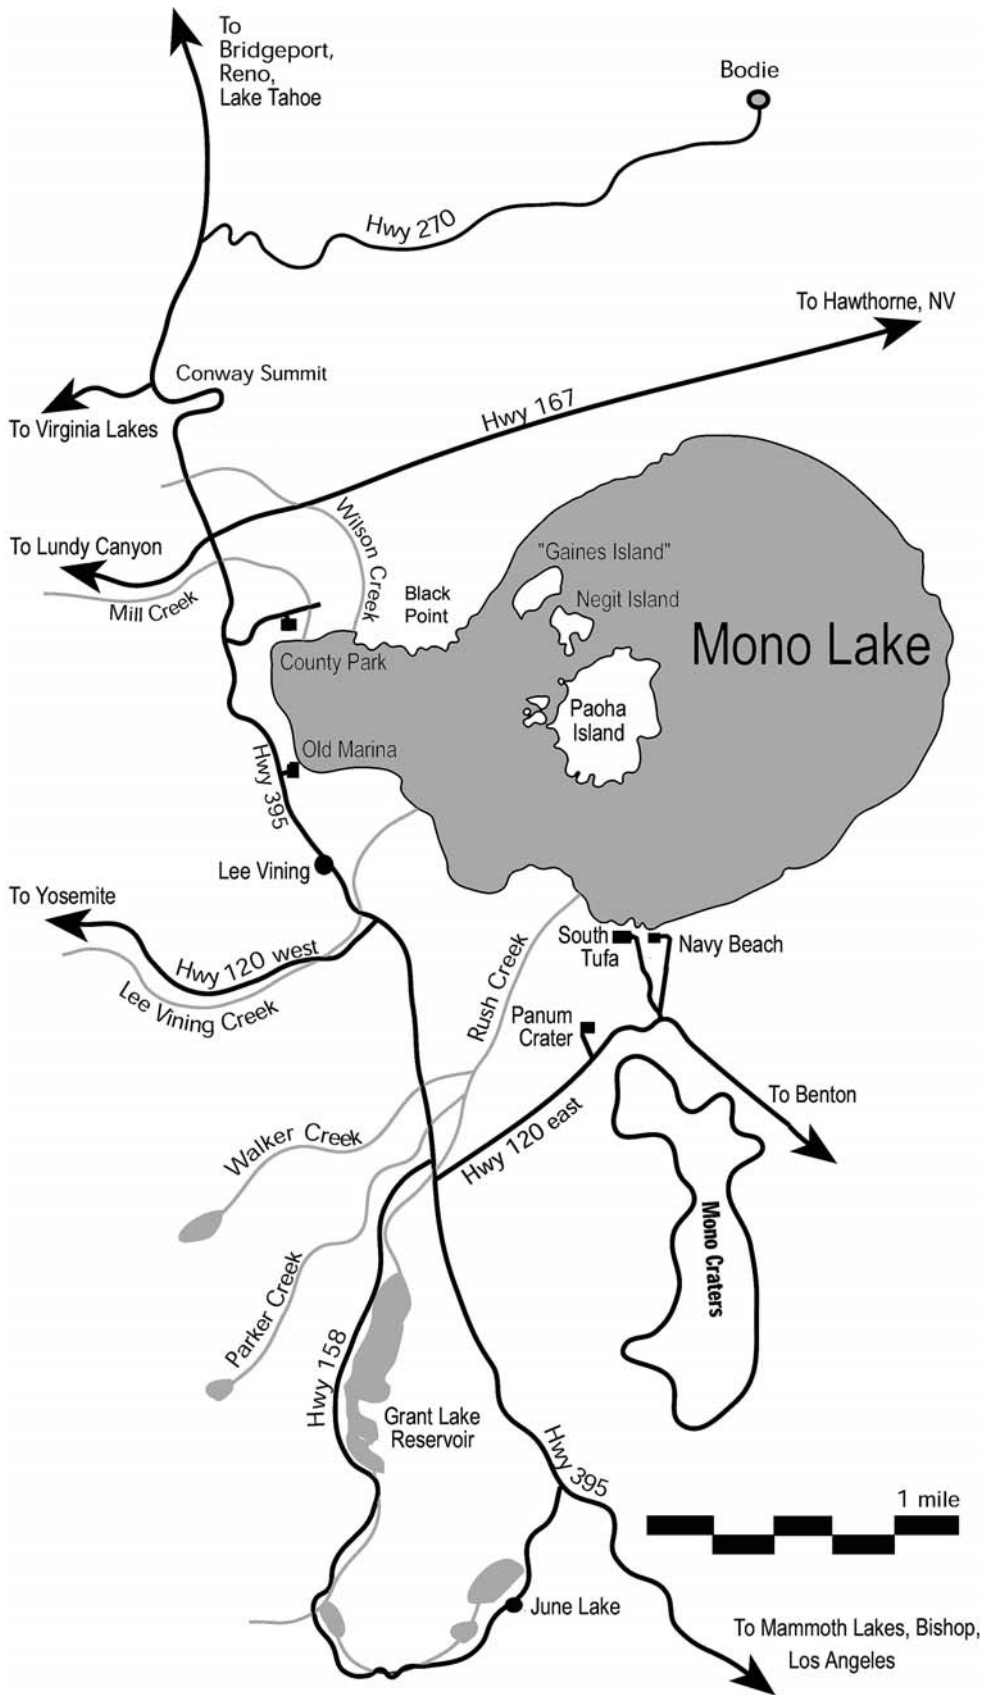 To
Bridgeport,
Reno,
Lake Tahoe
Bodie
Hwy 270
To Hawthorne, NV
Conway Summit
Hwy 167
To Virginia Lakes
Wilson Creek
To Lundy Canyon
"Gaines Island"
Black
Point
Negit Island
Mill Creek
Mono Lake
County Park
Paoha
Island
Old Marina
Hwy 395
Lee Vining
To Yosemite
South
Tufa
Navy Beach
Hwy 120 west
Rush Creek
Lee Vining Creek
Panum
Crater
To Benton
Hwy 120 east
Walker Creek
Mono Craters
Parker Creek
Hwy 158
Grant Lake
Reservoir
Hwy 395
1 mile
June Lake
To Mammoth Lakes, Bishop,
Los Angeles